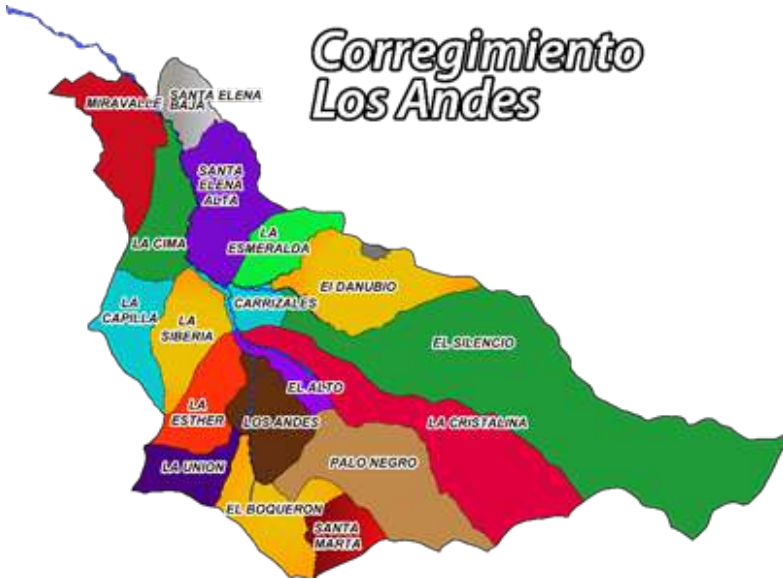 Corregimiento
Los Andes
MIRAVALLE
SANTA ELENA
BAJA
SANTA
ELENA
ALTA
LA CIMA
LA
ESMERALDA
El DANUBIO
LA
CAPILLA
LA
SIBERIA
CARRIZALES
EL SILENCIO
EL ALTO
LA
ESTHER
LOS ANDES
LA CRISTALINA
LA UNION
PALO NEGRO
EL BOQUERON
SANTA
MARTA